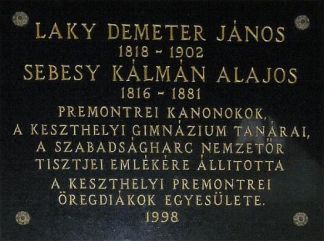 LAKY DEMETER JÁNOS
1818 - 1902
SEBESY KÁLMÁN ALAJOS
1816 - 1881
PREMONTREI KANONOKOK,
A KESZTHELYI GIMNÁZIUM TANÁRAI,
A SZABADSÁGHARC NEMZETŐR
TISZTJEI EMLÉKÉRE ÁLLITOTTA
A KESZTHELYI PREMONTREI
ÖREGDIÁKOK EGYESÜLETE.
1998